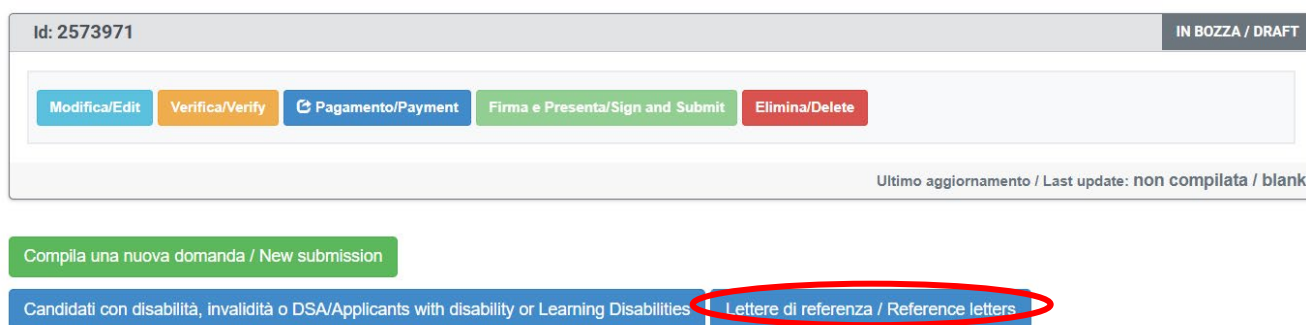 Id: 2573971
IN BOZZA / DRAFT
Modifica/Edit
Verifica/Verify
Pagamento/Payment
Firma e Presenta/Sign and Submit
Elimina/Delete
Ultimo aggiornamento / Last update: non compilata / blank
Compila una nuova domanda / New submission
Candidati con disabilità, invalidità o DSA/Applicants with disability or Learning Disabilities
Lettere di referenza / Reference letters